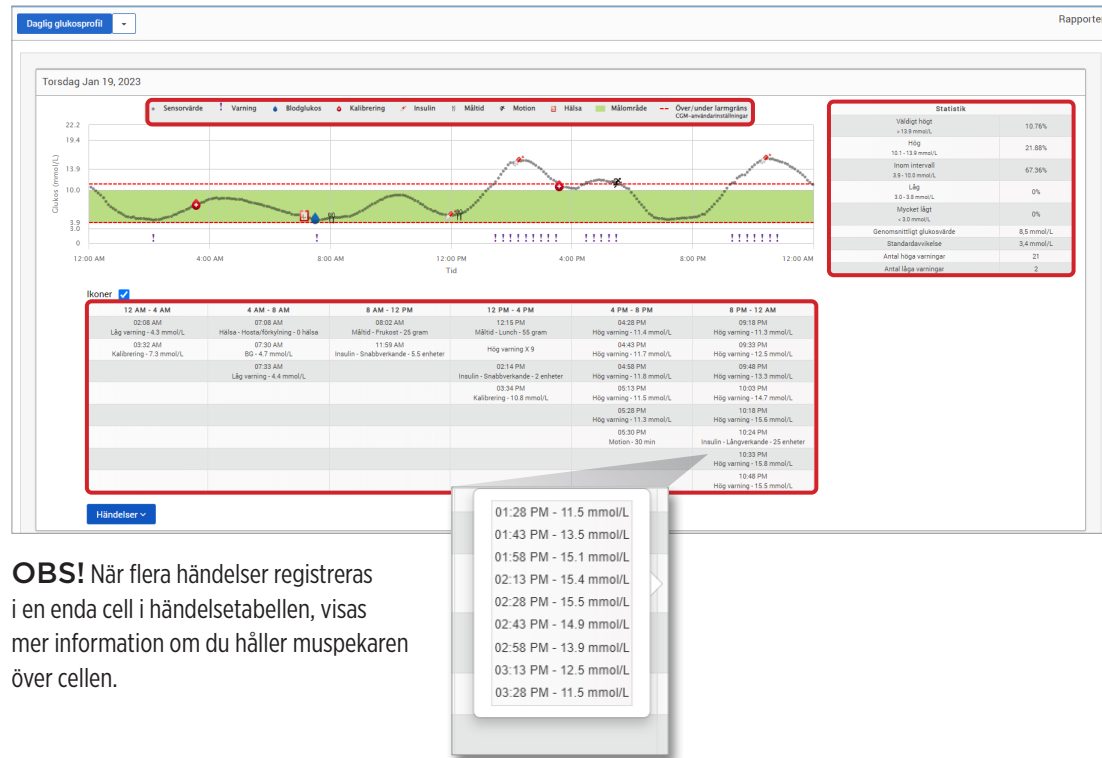 Daglig glukosprofil
Rapporter
Torsdag Jan 19, 2023
Sensorvärde ! Varning Blodglukos Kalibrering Insulin Måltid Motion Hälsa Målområde Över/under larmgräns
CGM-användarinställningar
Glukos (mmol/L)
22.2
19.4
13.9
10.0
3.9
3.0
0
12:00 AM 4:00 AM 8:00 AM 12:00 PM 4:00 PM 8:00 PM 12:00 AM
Tid
Statistik
Väldigt högt
> 13.9 mmol/L
10.76%
Hög
10.1 - 13.9 mmol/L
21.88%
Inom intervall
3.9 - 10.0 mmol/L
67.36%
Låg
3.0 - 3.8 mmol/L
0%
Mycket lågt
< 3.0 mmol/L
0%
Genomsnittligt glukosvärde 8,5 mmol/L
Standardavvikelse 3,4 mmol/L
Antal höga varningar 21
Antal låga varningar 2
Ikoner
12 AM - 4 AM 4 AM - 8 AM 8 AM - 12 PM 12 PM - 4 PM 4 PM - 8 PM 8 PM - 12 AM
02:08 AM 07:08 AM 08:02 AM 12:15 PM 04:28 PM 09:18 PM
Låg varning - 4.3 mmol/L Hälsa - Hosta/förkylning - 0 hälsa Måltid - Frukost - 25 gram Måltid - Lunch - 55 gram Hög varning - 11.4 mmol/L Hög varning - 11.3 mmol/L
03:32 AM 07:30 AM 11:59 AM Hög varning X 9 04:43 PM 09:33 PM
Kalibrering - 7.3 mmol/L BG - 4.7 mmol/L Insulin - Snabbverkande - 5.5 enheter Hög varning - 11.7 mmol/L Hög varning - 12.5 mmol/L
07:33 AM 02:14 PM 04:58 PM 09:48 PM
Låg varning - 4.4 mmol/L Insulin - Snabbverkande - 2 enheter Hög varning - 11.8 mmol/L Hög varning - 13.3 mmol/L
03:34 PM 05:13 PM 10:03 PM
Kalibrering - 10.8 mmol/L Hög varning - 11.5 mmol/L Hög varning - 14.7 mmol/L
05:28 PM 10:18 PM
Hög varning - 11.3 mmol/L Hög varning - 15.6 mmol/L
05:30 PM 10:24 PM
Motion - 30 min Insulin - Långverkande - 25 enheter
10:33 PM
Hög varning - 15.8 mmol/L
10:48 PM
Hög varning - 15.5 mmol/L
Händelser
01:28 PM - 11.5 mmol/L
01:43 PM - 13.5 mmol/L
01:58 PM - 15.1 mmol/L
02:13 PM - 15.4 mmol/L
02:28 PM - 15.5 mmol/L
02:43 PM - 14.9 mmol/L
02:58 PM - 13.9 mmol/L
03:13 PM - 12.5 mmol/L
03:28 PM - 11.5 mmol/L
OBS! När flera händelser registreras
i en enda cell i händelsetabellen, visas
mer information om du håller muspekaren
över cellen.